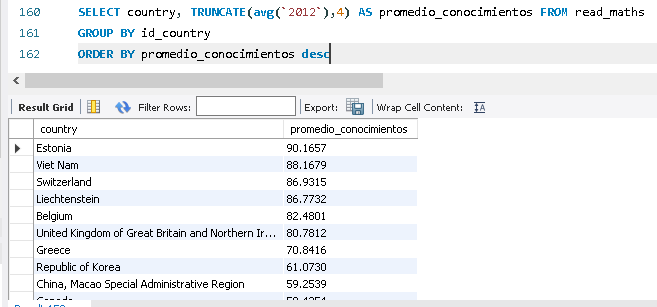 160 SELECT country, TRUNCATE(avg(`2012`),4) AS promedio_conocimientos FROM read_maths
161 GROUP BY id_country
162 ORDER BY promedio_conocimientos desc
Result Grid Filter Rows: Export: Wrap Cell Content: IA
country promedio_conocimientos
Estonia 90.1657
Viet Nam 88.1679
Switzerland 86.9315
Liechtenstein 86.7732
Belgium 82.4801
United Kingdom of Great Britain and Northern Ir... 80.7812
Greece 70.8416
Republic of Korea 61.0730
China, Macao Special Administrative Region 59.2539